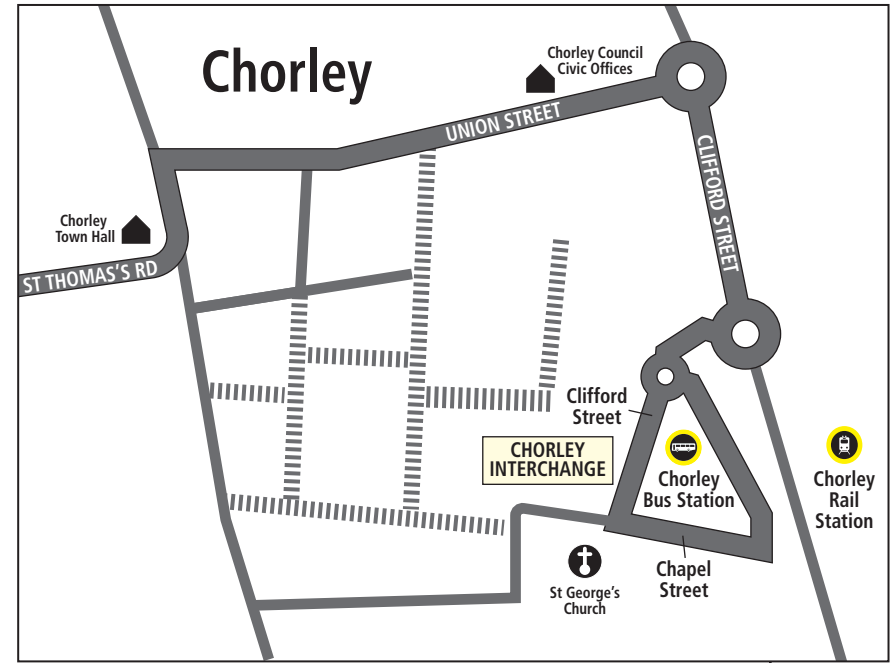 Chorley
Chorley Council
Civic Offices
UNION STREET
CLIFFORD STREET
Chorley
Town Hall
ST THOMAS'S RD
Clifford
Street
CHORLEY
INTERCHANGE
Chorley
Bus Station
Chorley
Rail
Station
Chapel
Street
St George's
Church